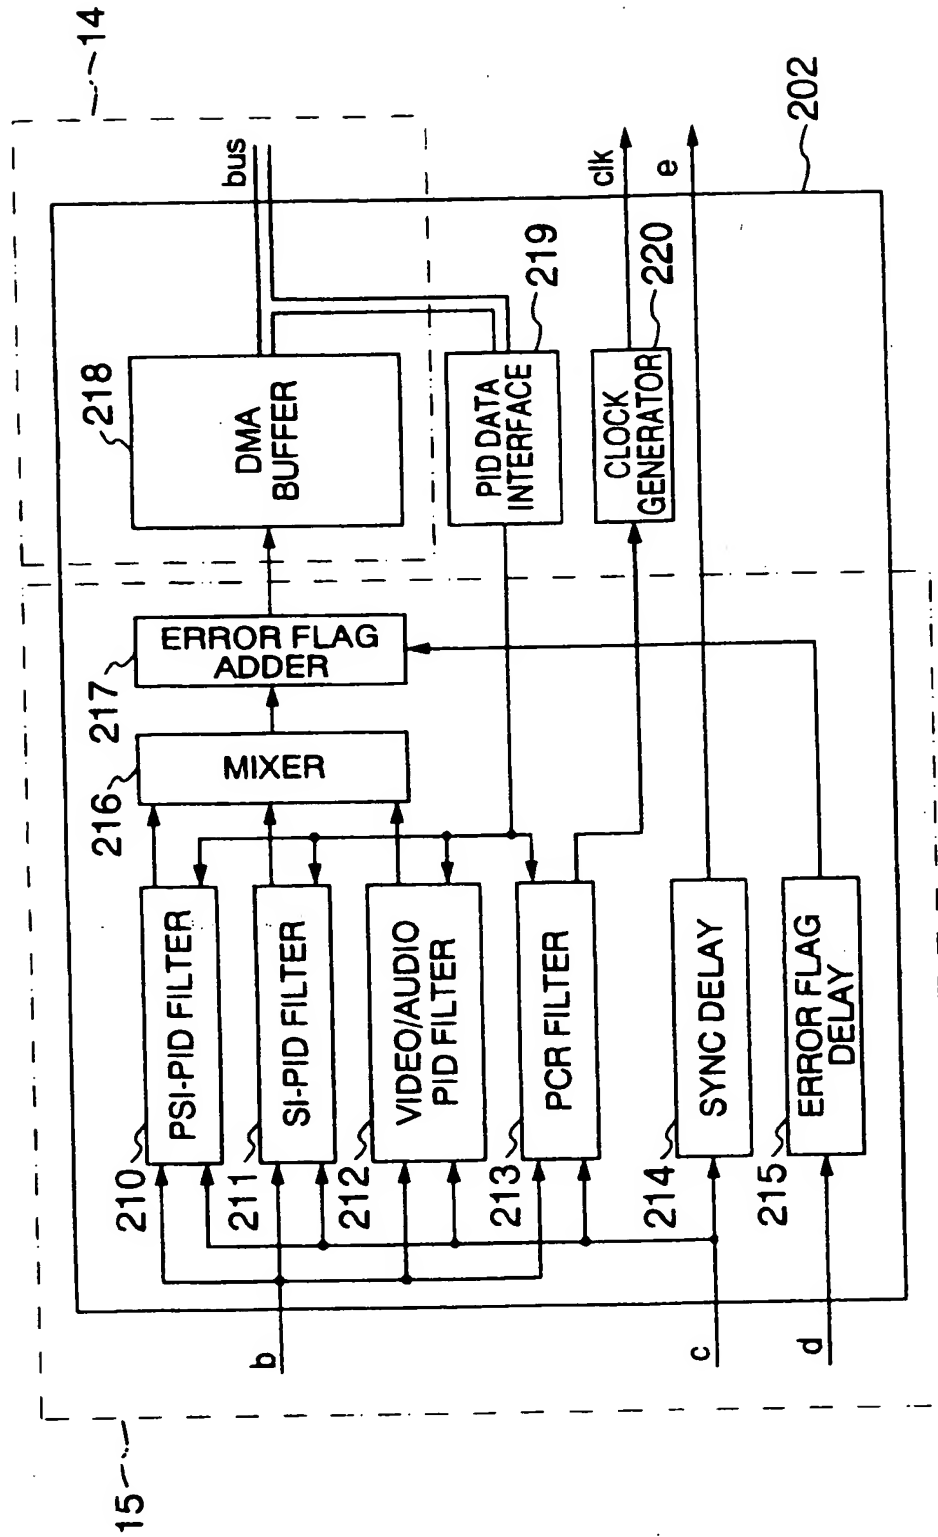 14
15
202
bus
clk
e
218
DMA
BUFFER
219
PID DATA
INTERFACE
220
CLOCK
GENERATOR
217
ERROR FLAG
ADDER
216
MIXER
210
PSI-PID FILTER
211
SI-PID FILTER
212
VIDEO/AUDIO
PID FILTER
213
PCR FILTER
214
SYNC DELAY
215
ERROR FLAG
DELAY
b
c
d